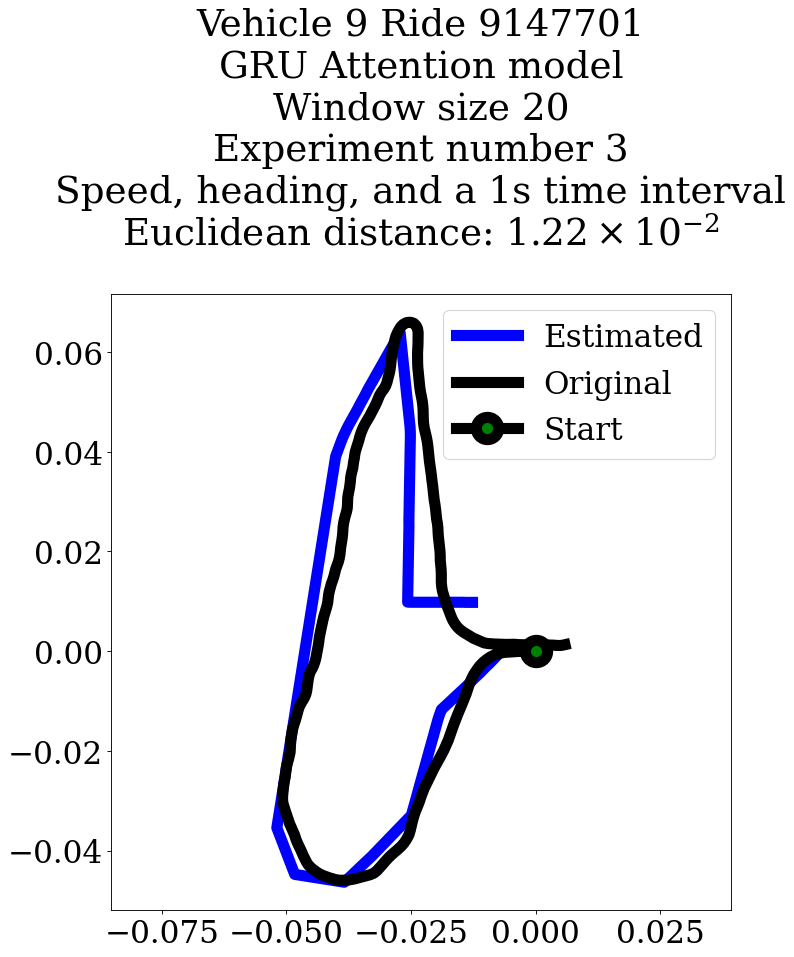 Vehicle 9 Ride 9147701
GRU Attention model
Window size 20
Experiment number 3
Speed, heading, and a 1s time interval
Euclidean distance: 1.22 × 10⁻²
Estimated
Original
Start
0.06
0.04
0.02
0.00
−0.02
−0.04
−0.075 −0.050 −0.025 0.000 0.025